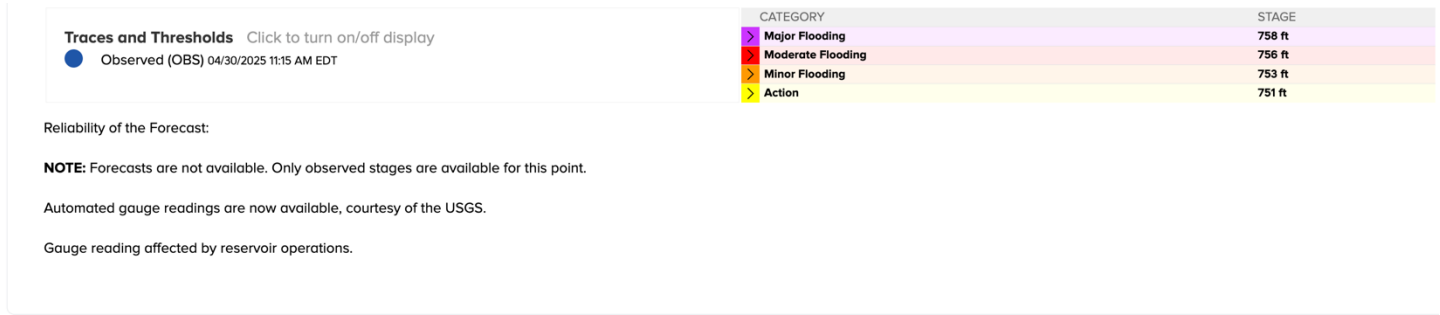 Traces and Thresholds Click to turn on/off display
Observed (OBS) 04/30/2025 11:15 AM EDT
CATEGORY STAGE
Major Flooding 758 ft
Moderate Flooding 756 ft
Minor Flooding 753 ft
Action 751 ft
Reliability of the Forecast:
NOTE: Forecasts are not available. Only observed stages are available for this point.
Automated gauge readings are now available, courtesy of the USGS.
Gauge reading affected by reservoir operations.